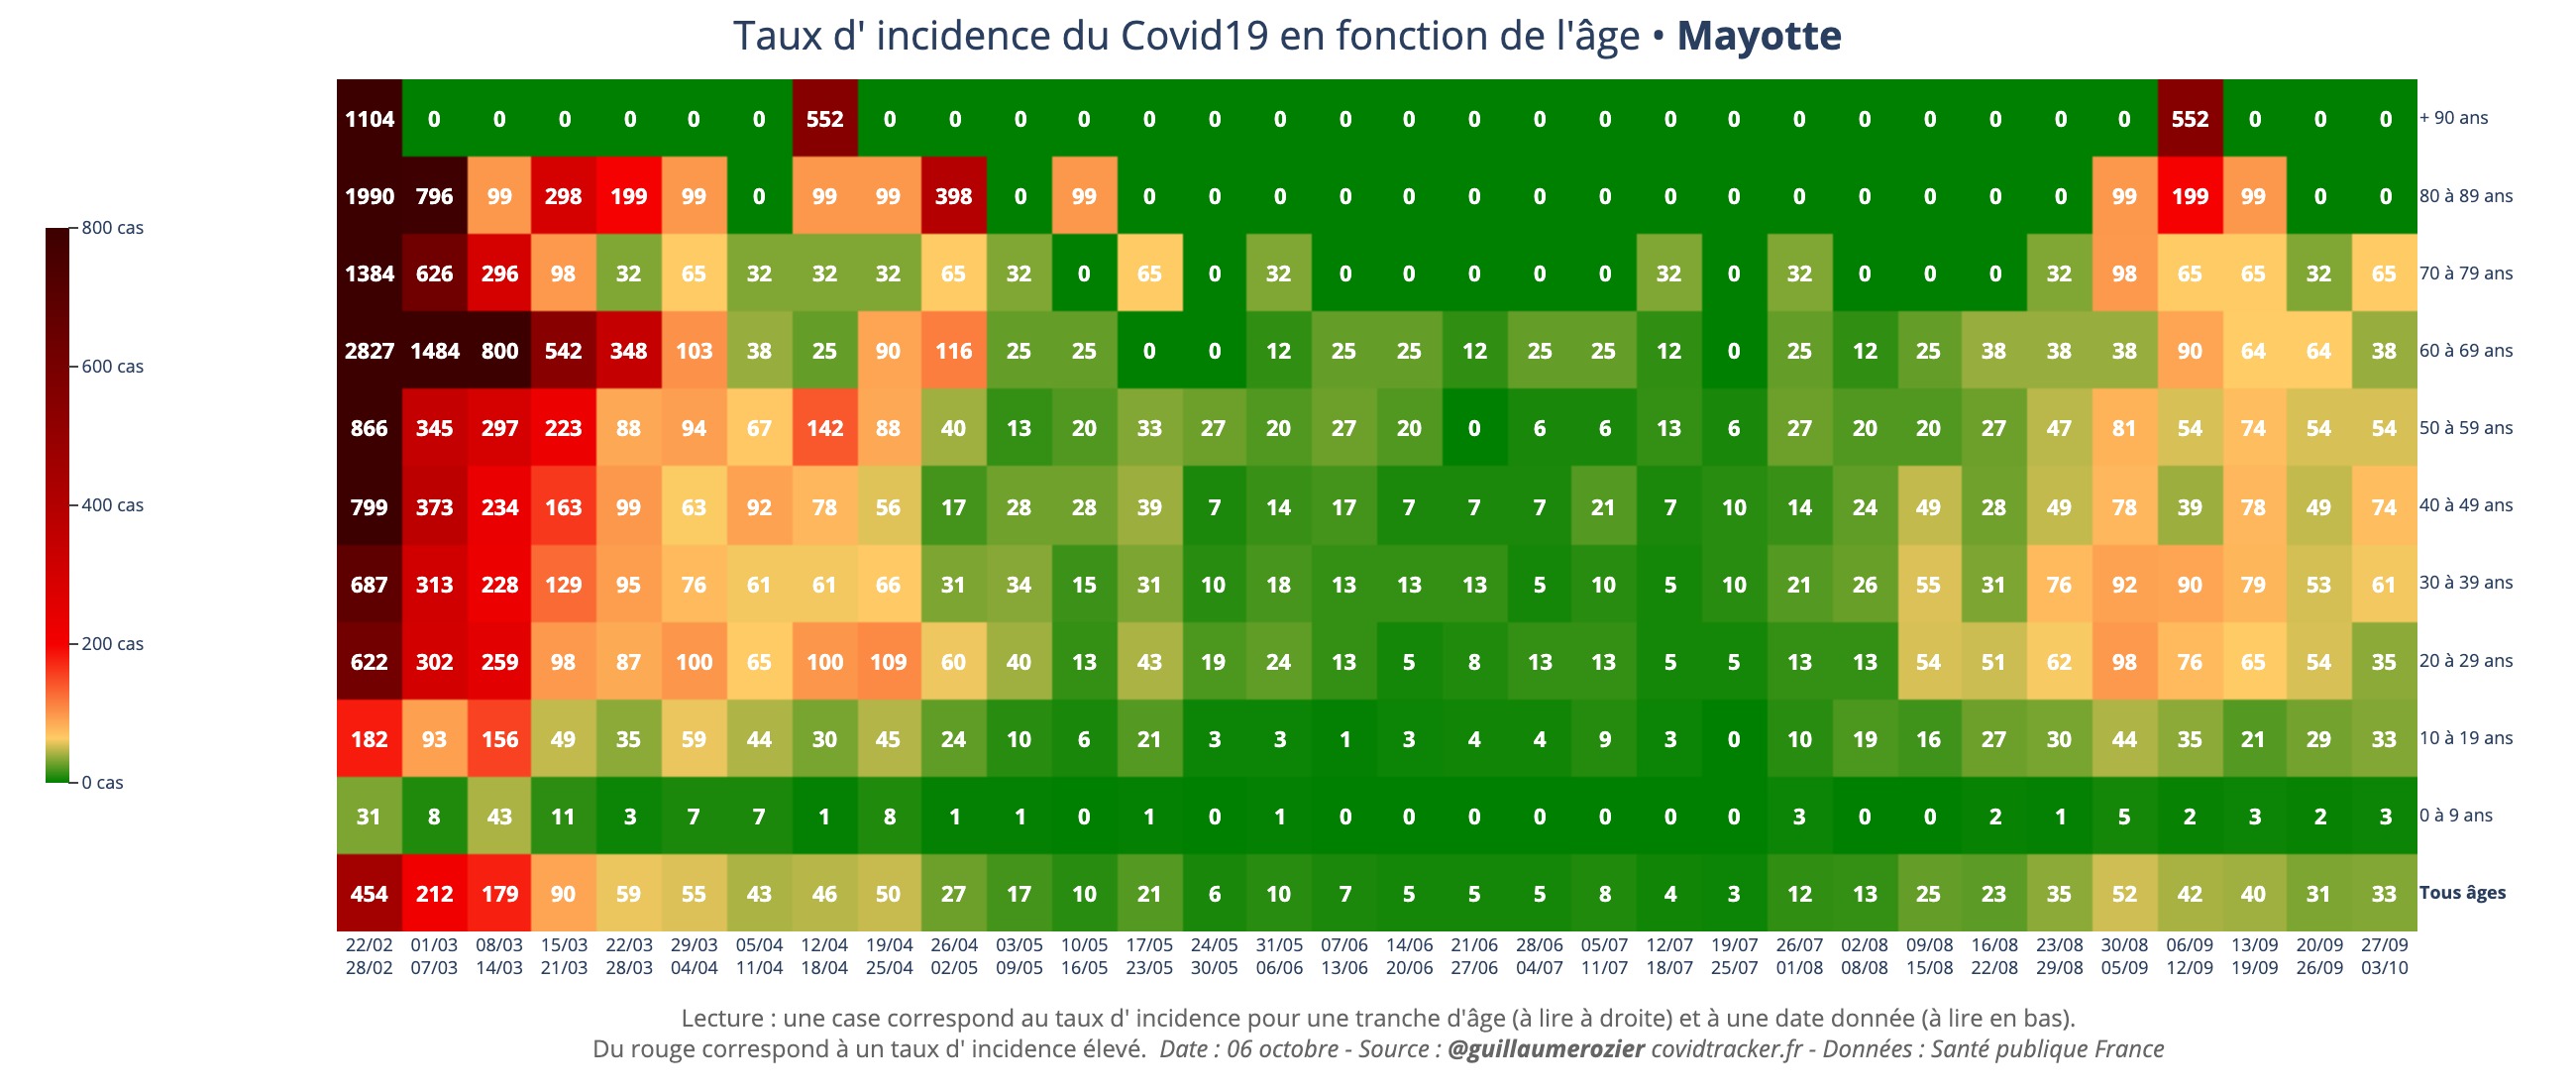 Taux d' incidence du Covid19 en fonction de l'âge • Mayotte
1104 0 0 0 0 0 0 552 0 0 0 0 0 0 0 0 0 0 0 0 0 0 0 0 0 0 0 0 552 0 0 0 + 90 ans
1990 796 99 298 199 99 0 99 99 398 0 99 0 0 0 0 0 0 0 0 0 0 0 0 0 0 0 99 199 99 0 0 80 à 89 ans
800 cas
1384 626 296 98 32 65 32 32 32 65 32 0 65 0 32 0 0 0 0 0 32 0 32 0 0 0 32 98 65 65 32 65 70 à 79 ans
2827 1484 800 542 348 103 38 25 90 116 25 25 0 0 12 25 25 12 25 25 12 0 25 12 25 38 38 38 90 64 64 38 60 à 69 ans
600 cas
866 345 297 223 88 94 67 142 88 40 13 20 33 27 20 27 20 0 6 6 13 6 27 20 20 27 47 81 54 74 54 54 50 à 59 ans
400 cas
799 373 234 163 99 63 92 78 56 17 28 28 39 7 14 17 7 7 7 21 7 10 14 24 49 28 49 78 39 78 49 74 40 à 49 ans
687 313 228 129 95 76 61 61 66 31 34 15 31 10 18 13 13 13 5 10 5 10 21 26 55 31 76 92 90 79 53 61 30 à 39 ans
200 cas
622 302 259 98 87 100 65 100 109 60 40 13 43 19 24 13 5 8 13 13 5 5 13 13 54 51 62 98 76 65 54 35 20 à 29 ans
182 93 156 49 35 59 44 30 45 24 10 6 21 3 3 1 3 4 4 9 3 0 10 19 16 27 30 44 35 21 29 33 10 à 19 ans
0 cas
31 8 43 11 3 7 7 1 8 1 1 0 1 0 1 0 0 0 0 0 0 0 3 0 0 2 1 5 2 3 2 3 0 à 9 ans
454 212 179 90 59 55 43 46 50 27 17 10 21 6 10 7 5 5 5 8 4 3 12 13 25 23 35 52 42 40 31 33 Tous âges
22/02 01/03 08/03 15/03 22/03 29/03 05/04 12/04 19/04 26/04 03/05 10/05 17/05 24/05 31/05 07/06 14/06 21/06 28/06 05/07 12/07 19/07 26/07 02/08 09/08 16/08 23/08 30/08 06/09 13/09 20/09 27/09
28/02 07/03 14/03 21/03 28/03 04/04 11/04 18/04 25/04 02/05 09/05 16/05 23/05 30/05 06/06 13/06 20/06 27/06 04/07 11/07 18/07 25/07 01/08 08/08 15/08 22/08 29/08 05/09 12/09 19/09 26/09 03/10
Lecture : une case correspond au taux d' incidence pour une tranche d'âge (à lire à droite) et à une date donnée (à lire en bas).
Du rouge correspond à un taux d' incidence élevé. Date : 06 octobre - Source : @guillaumerozier covidtracker.fr - Données : Santé publique France